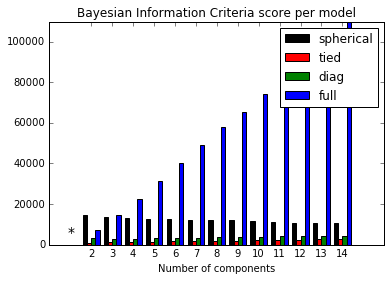 Bayesian Information Criteria score per model
spherical
tied
diag
full
100000
80000
60000
40000
20000
0
*
2 3 4 5 6 7 8 9 10 11 12 13 14
Number of components